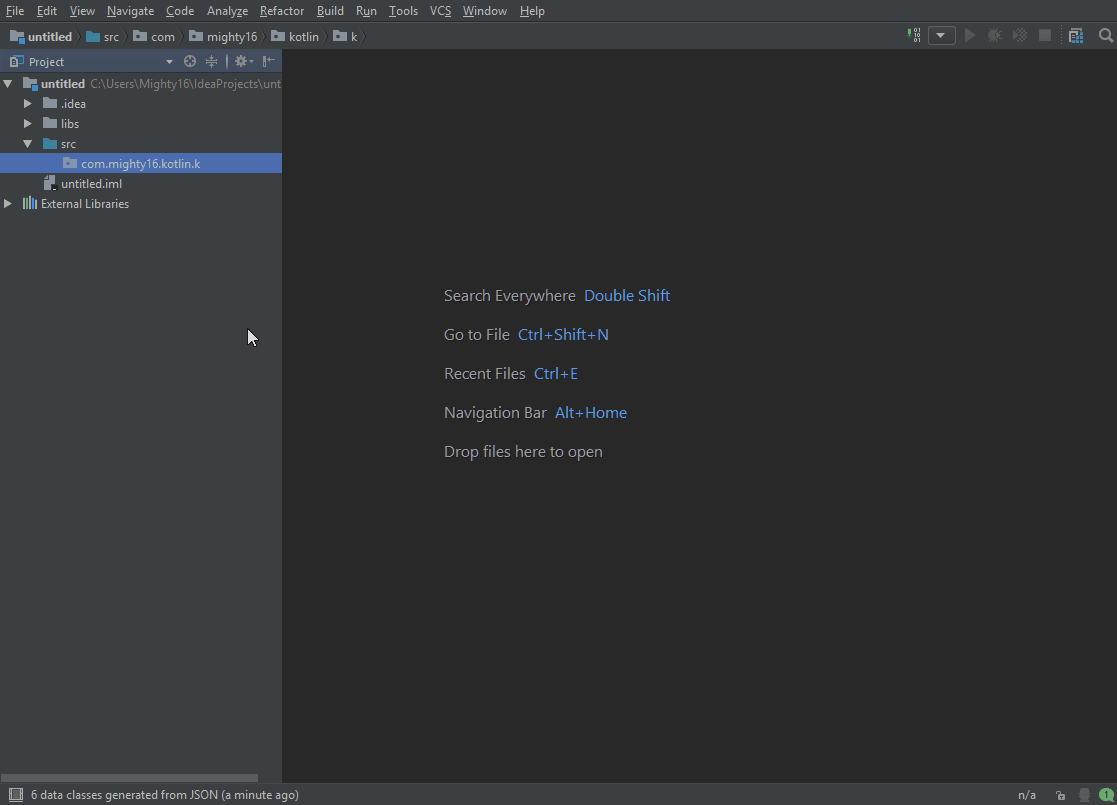 File Edit View Navigate Code Analyze Refactor Build Run Tools VCS Window Help
untitled src com mighty16 kotlin k
Project
untitled C:\Users\Mighty16\IdeaProjects\unt
.idea
libs
src
com.mighty16.kotlin.k
untitled.iml
External Libraries
Search Everywhere Double Shift
Go to File Ctrl+Shift+N
Recent Files Ctrl+E
Navigation Bar Alt+Home
Drop files here to open
6 data classes generated from JSON (a minute ago) n/a 1